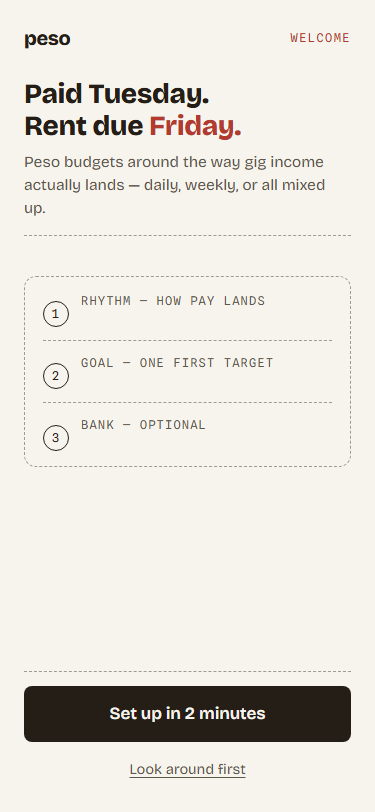 peso
WELCOME
Paid Tuesday.
Rent due Friday.
Peso budgets around the way gig income
actually lands — daily, weekly, or all mixed
up.
1 RHYTHM — HOW PAY LANDS
2 GOAL — ONE FIRST TARGET
3 BANK — OPTIONAL
Set up in 2 minutes
Look around first